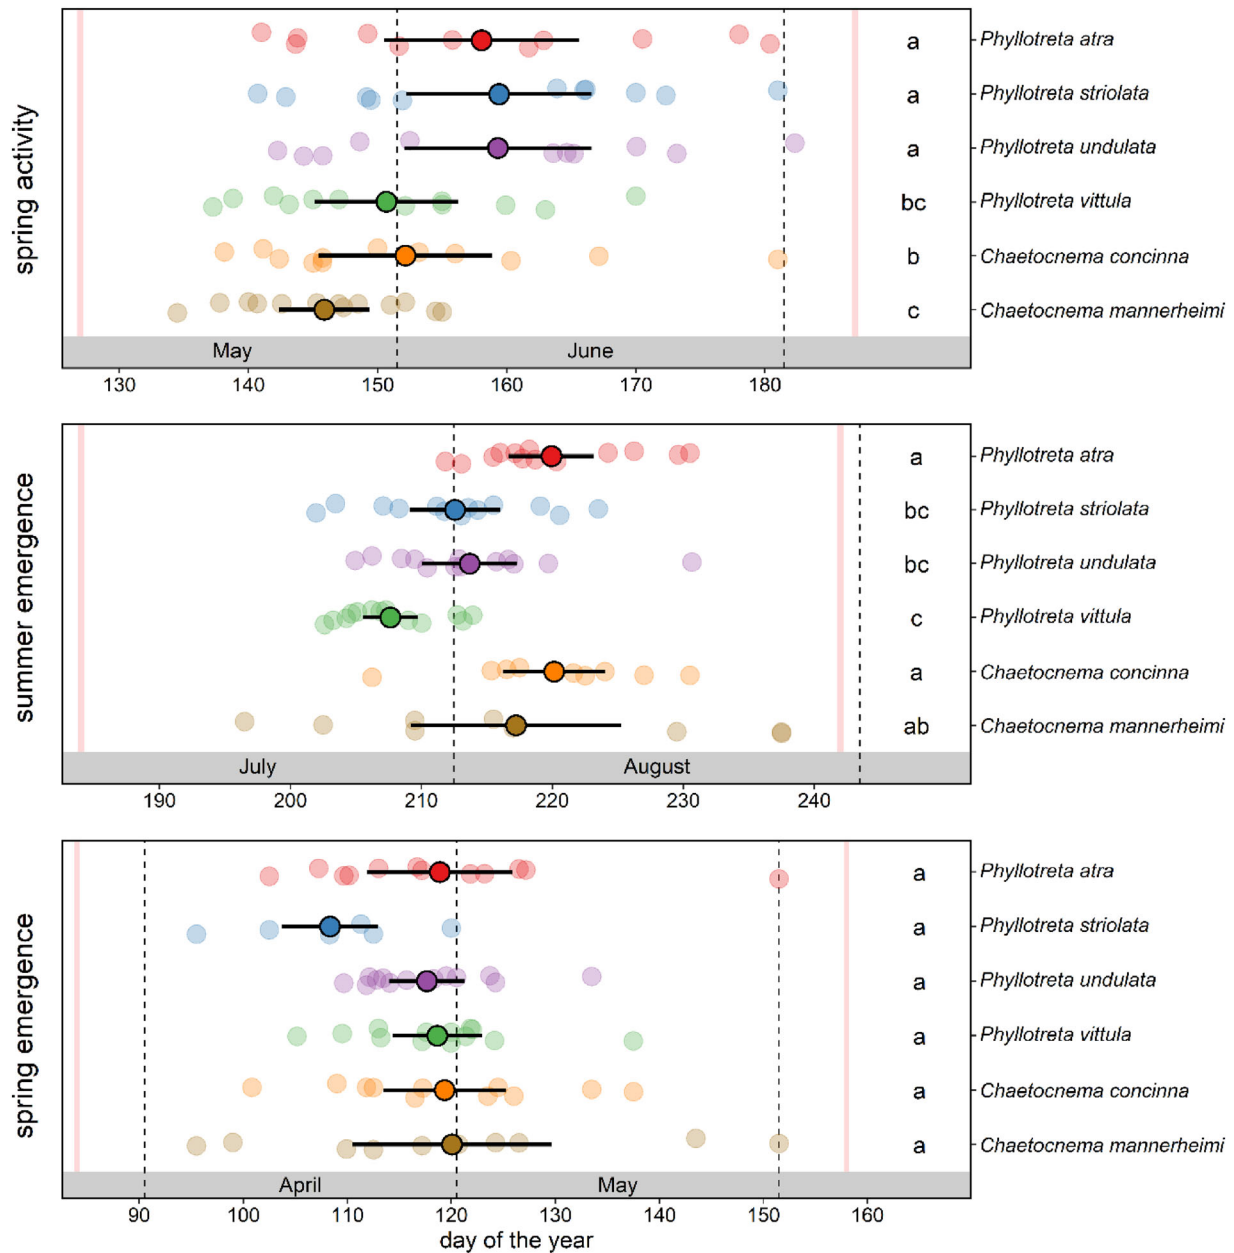 spring activity
a Phyllotreta atra
a Phyllotreta striolata
a Phyllotreta undulata
bc Phyllotreta vittula
b Chaetocnema concinna
c Chaetocnema mannerheimi
May June
130 140 150 160 170 180
summer emergence
a Phyllotreta atra
bc Phyllotreta striolata
bc Phyllotreta undulata
c Phyllotreta vittula
a Chaetocnema concinna
ab Chaetocnema mannerheimi
July August
190 200 210 220 230 240
spring emergence
a Phyllotreta atra
a Phyllotreta striolata
a Phyllotreta undulata
a Phyllotreta vittula
a Chaetocnema concinna
a Chaetocnema mannerheimi
April May
90 100 110 120 130 140 150 160
day of the year